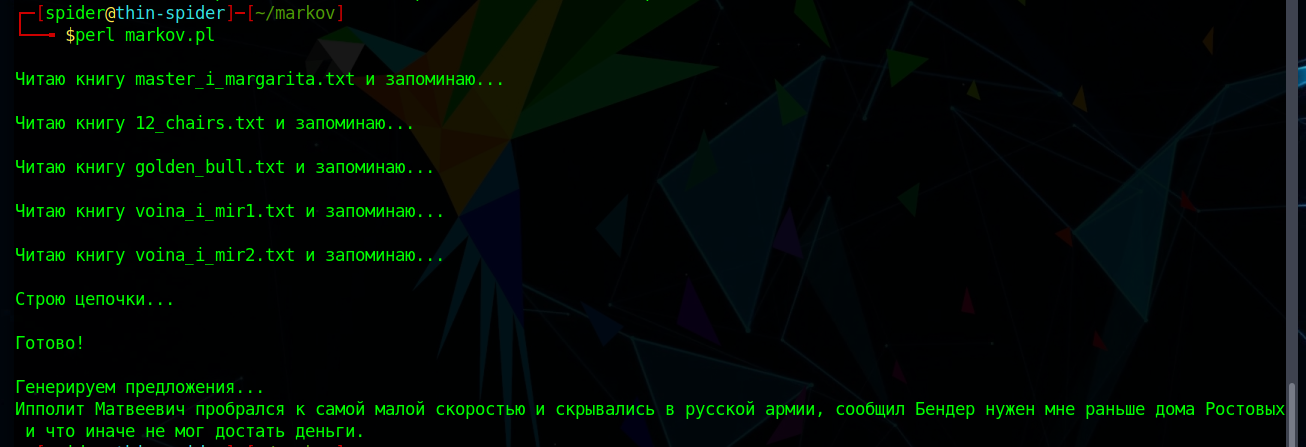 ┌─[spider@thin-spider]─[~/markov]
└──╼ $perl markov.pl
Читаю книгу master_i_margarita.txt и запоминаю...
Читаю книгу 12_chairs.txt и запоминаю...
Читаю книгу golden_bull.txt и запоминаю...
Читаю книгу voina_i_mir1.txt и запоминаю...
Читаю книгу voina_i_mir2.txt и запоминаю...
Строю цепочки...
Готово!
Генерируем предложения...
Ипполит Матвеевич пробрался к самой малой скоростью и скрывались в русской армии, сообщил Бендер нужен мне раньше дома Ростовых
и что иначе не мог достать деньги.